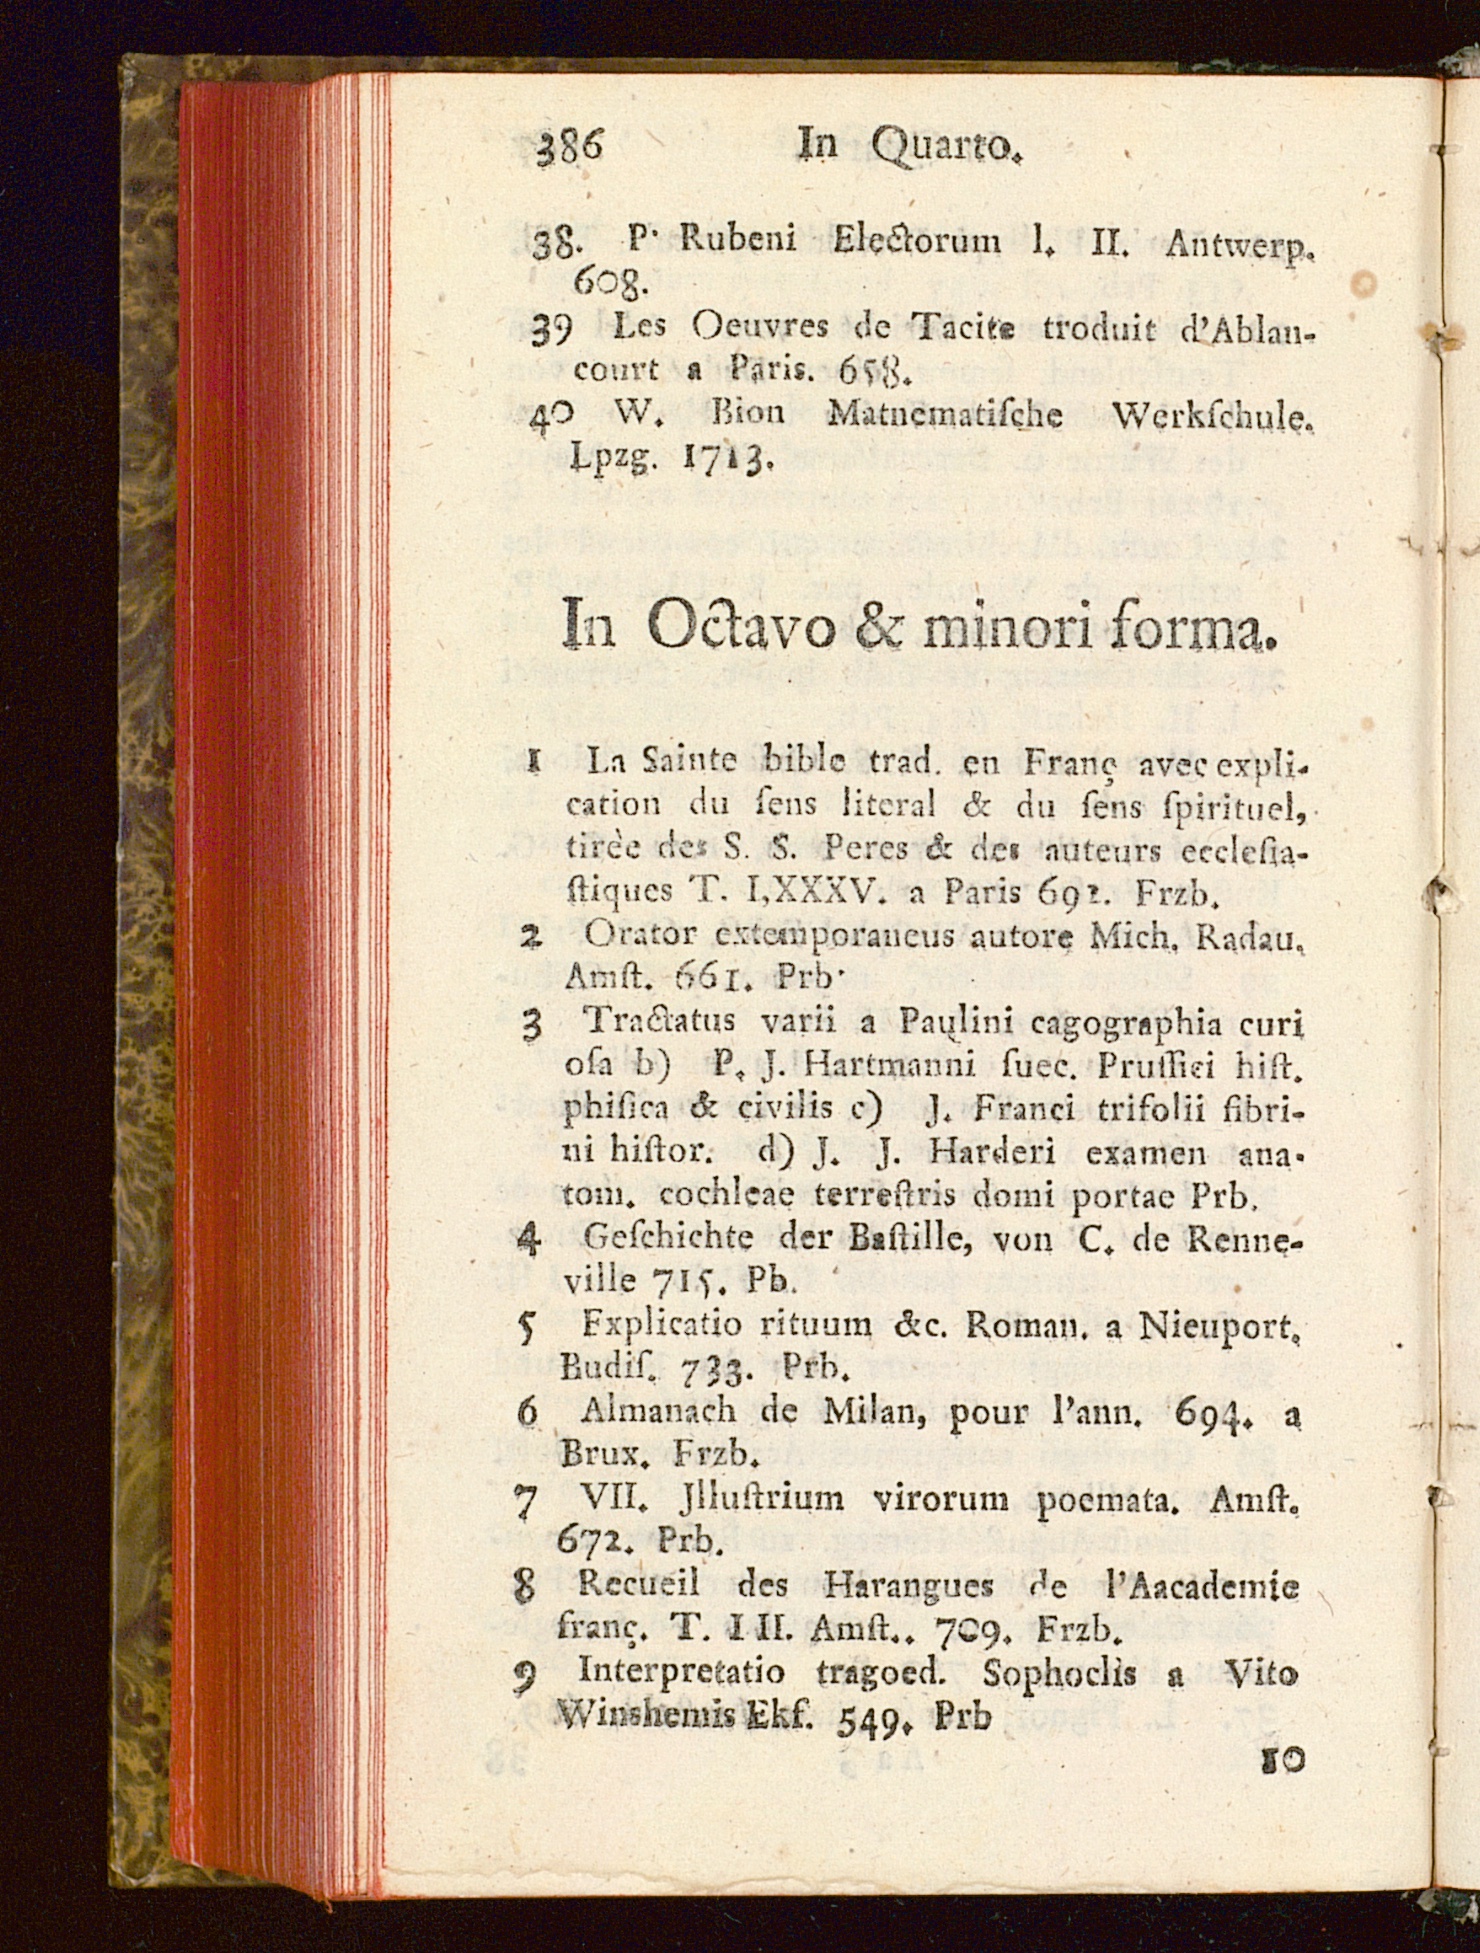 386 In Quarto.
38. P. Rubeni Electorum l. II. Antwerp.
608.
39 Les Oeuvres de Tacite troduit d'Ablan-
court a Paris. 658.
40 W. Bion Matnematiſche Werkſchule.
Lpzg. 1713.
In Octavo & minori forma.
1 La Sainte bible trad. en Franç avec expli-
cation du ſens literal & du ſens ſpirituel,
tirèe des S. S. Peres & des auteurs eccleſia-
ſtiques T. I,XXXV. a Paris 692. Frzb.
2 Orator extemporaneus autore Mich. Radau.
Amſt. 661. Prb.
3 Tractatus varii a Paulini cagographia curi
oſa b) P. J. Hartmanni ſuec. Pruſſici hiſt.
phiſica & civilis c) J. Franci trifolii fibri-
ni hiſtor. d) J. J. Harderi examen ana-
tom. cochleae terreſtris domi portae Prb.
4 Geſchichte der Baſtille, von C. de Renne-
ville 715. Pb.
5 Explicatio rituum &c. Roman. a Nieuport.
Budiſ. 733. Prb.
6 Almanach de Milan, pour l'ann. 694. a
Brux. Frzb.
7 VII. Jlluſtrium virorum poemata. Amſt.
672. Prb.
8 Recueil des Harangues de l'Aacademie
franç. T. I II. Amſt.. 709. Frzb.
9 Interpretatio tragoed. Sophoclis a Vito
Winshemis Ekf. 549. Prb
10